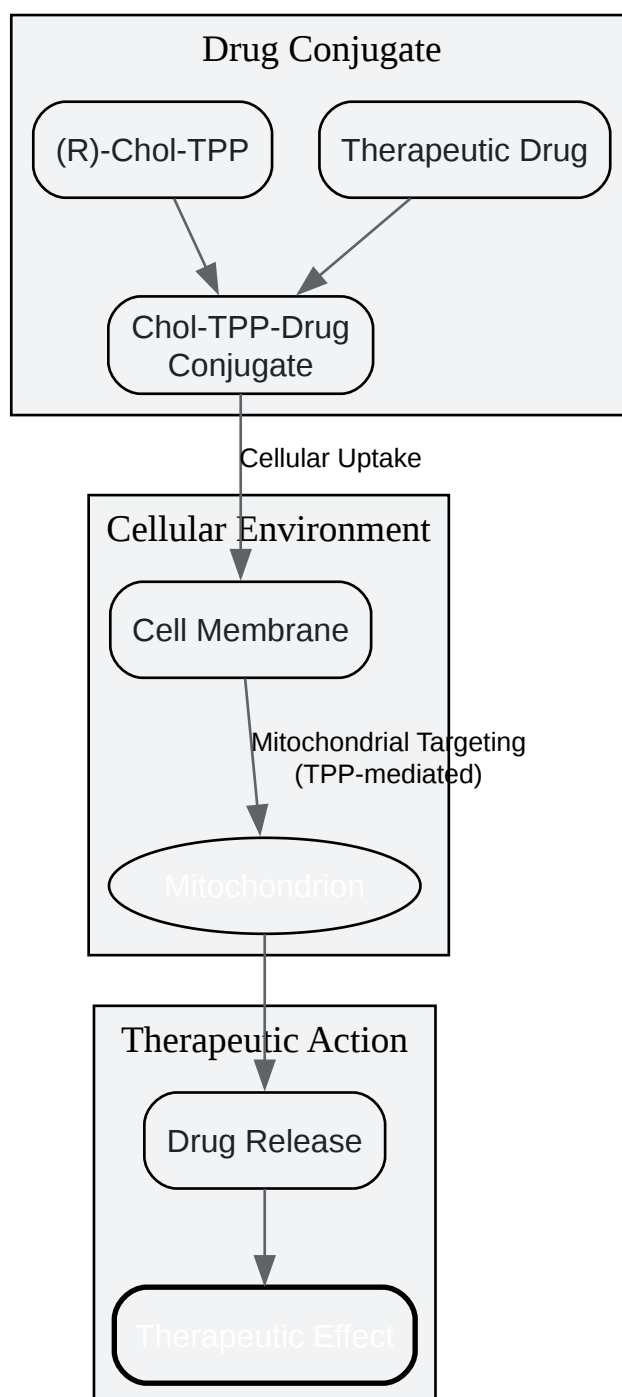 Drug Conjugate
(R)-Chol-TPP
Therapeutic Drug
Chol-TPP-Drug
Conjugate
Cellular Uptake
Cellular Environment
Cell Membrane
Mitochondrial Targeting
(TPP-mediated)
Mitochondrion
Therapeutic Action
Drug Release
Therapeutic Effect